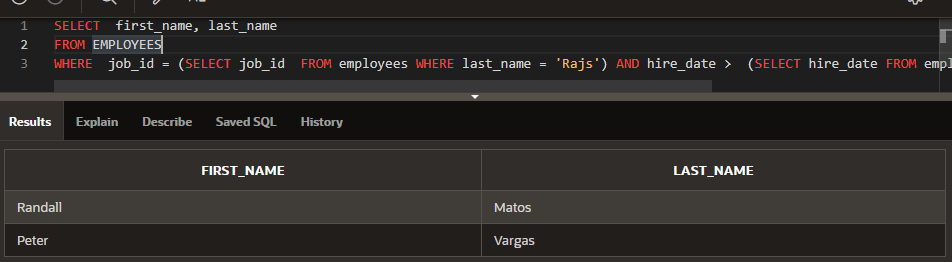 1 SELECT  first_name, last_name
2 FROM EMPLOYEES
3 WHERE  job_id = (SELECT job_id  FROM employees WHERE last_name = 'Rajs') AND hire_date >  (SELECT hire_date FROM empl
Results Explain Describe Saved SQL History
FIRST_NAME LAST_NAME
Randall Matos
Peter Vargas